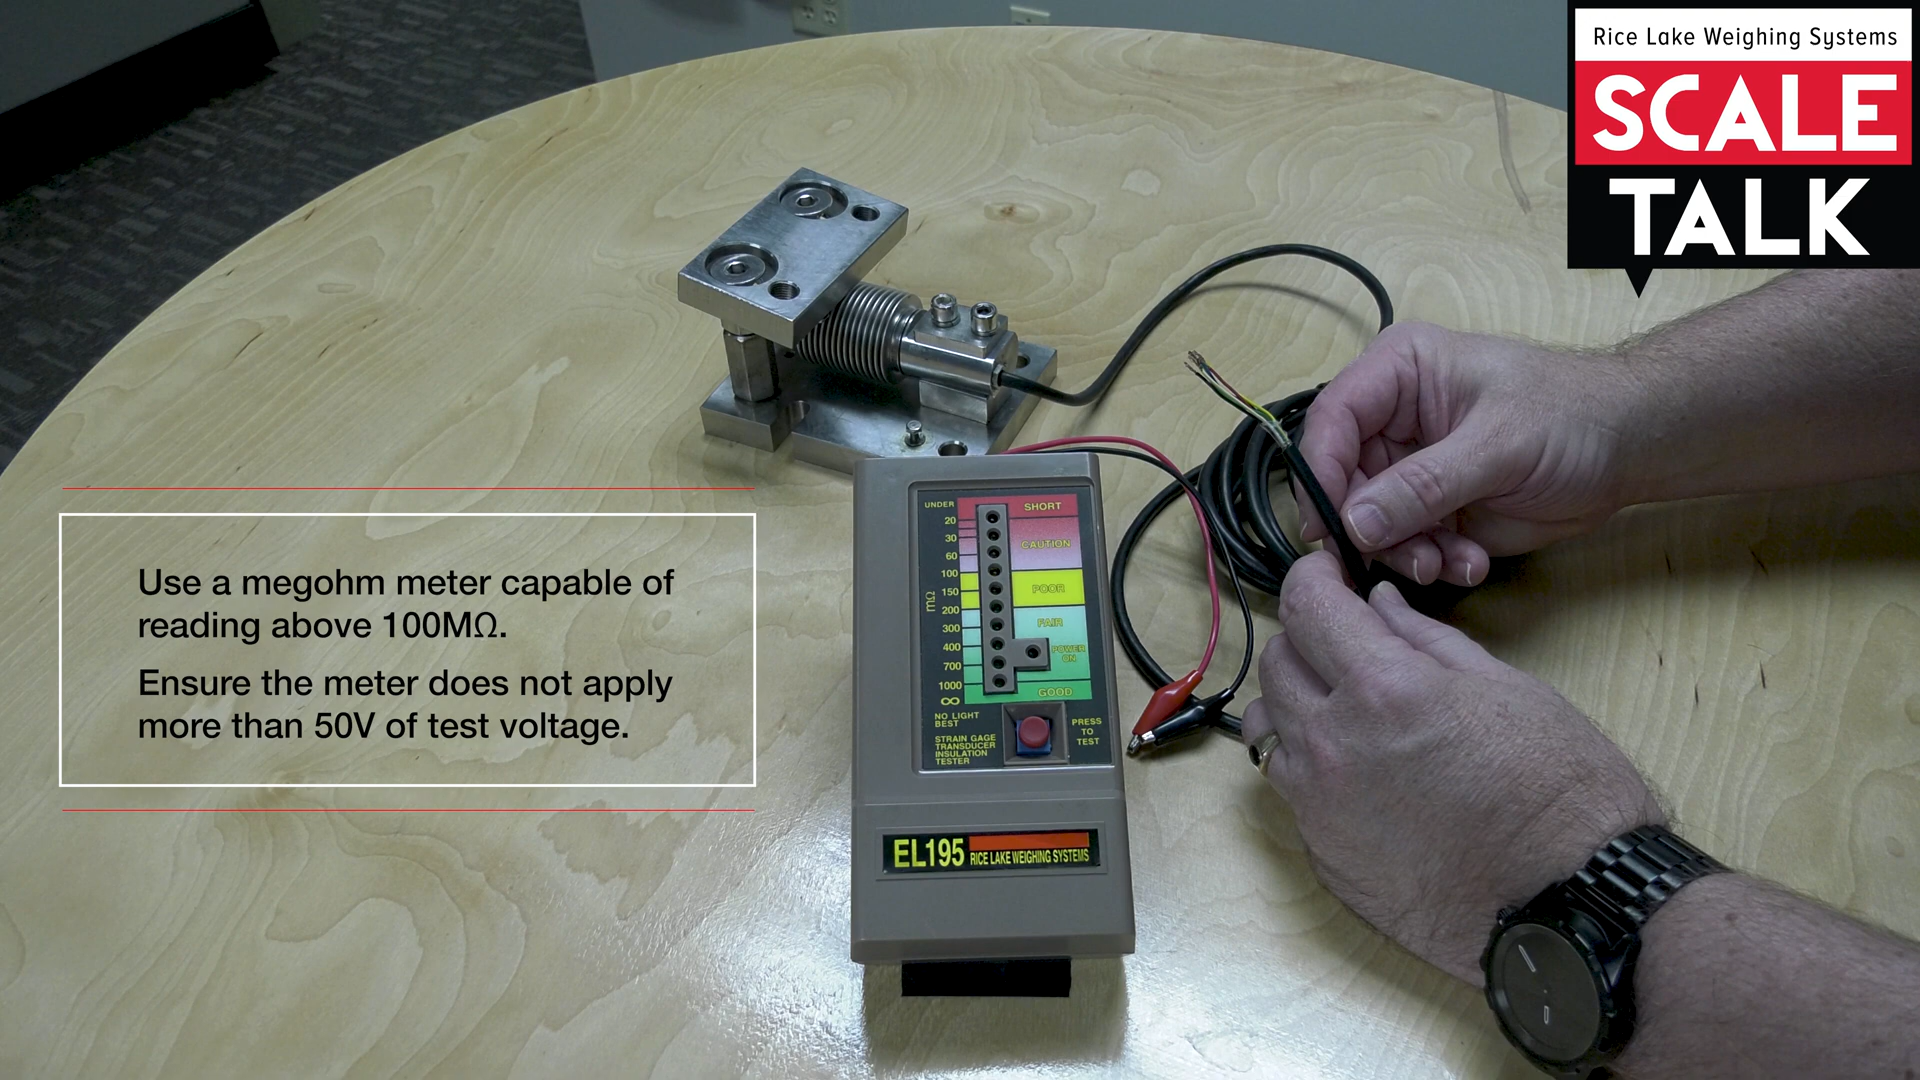 Rice Lake Weighing Systems
SCALE
TALK
Use a megohm meter capable of
reading above 100MΩ.
Ensure the meter does not apply
more than 50V of test voltage.
UNDER
SHORT
20
30
CAUTION
60
100
POOR
150
mΩ
200
FAIR
300
400
POWER
ON
700
1000
GOOD
∞
NO LIGHT
BEST
PRESS
TO
TEST
STRAIN GAGE
TRANSDUCER
INSULATION
TESTER
EL195
RICE LAKE WEIGHING SYSTEMS